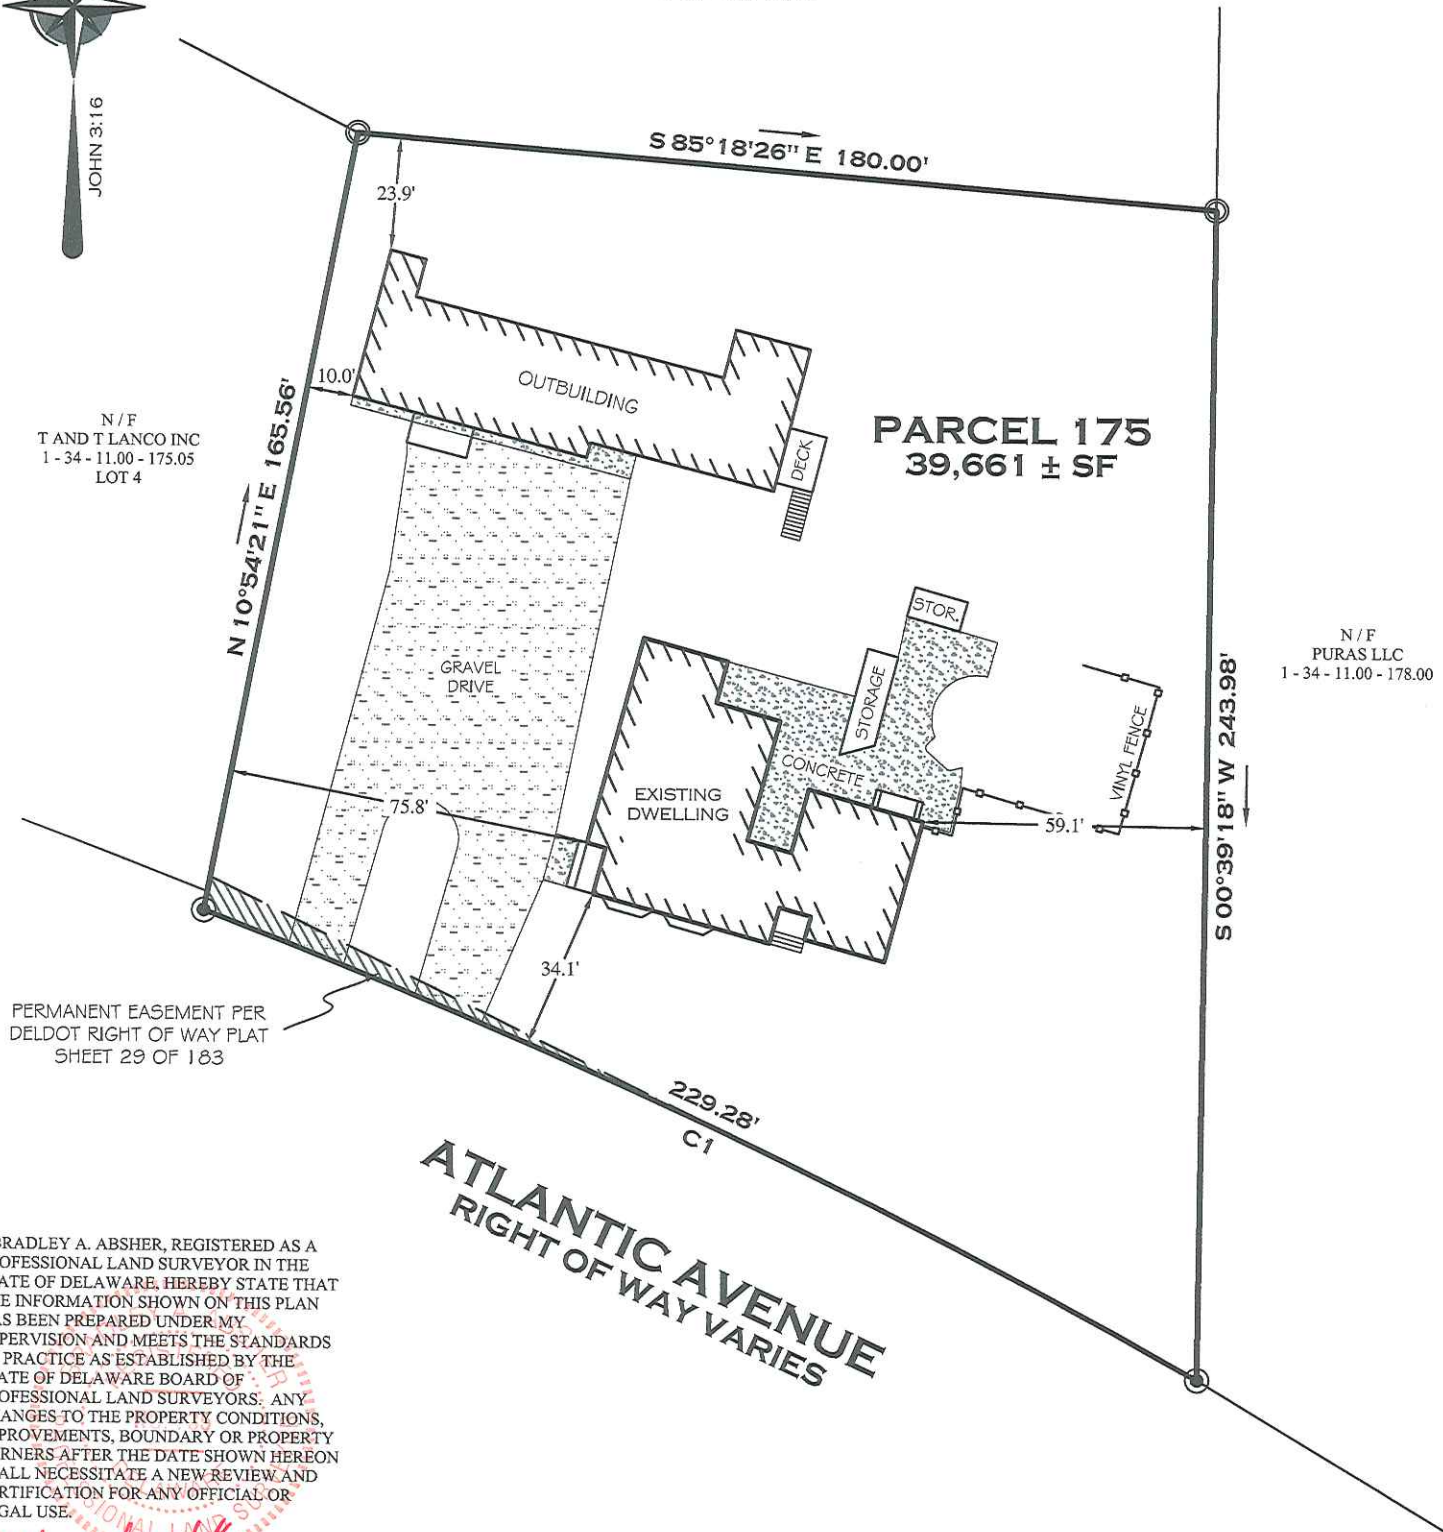 JOHN 3:16
S 85°18'26" E 180.00'
23.9'
10.0'
OUTBUILDING
DECK
PARCEL 175
39,661 ± SF
N / F
T AND T LANCO INC
1 - 34 - 11.00 - 175.05
LOT 4
N 10°54'21" E 165.56'
GRAVEL
DRIVE
STOR.
STORAGE
CONCRETE
EXISTING
DWELLING
VINYL FENCE
N / F
PURAS LLC
1 - 34 - 11.00 - 178.00
S 00°39'18" W 243.98'
75.8'
59.1'
34.1'
PERMANENT EASEMENT PER
DELDOT RIGHT OF WAY PLAT
SHEET 29 OF 183
229.28'
C1
ATLANTIC AVENUE
RIGHT OF WAY VARIES
BRADLEY A. ABSHER, REGISTERED AS A
OFESSIONAL LAND SURVEYOR IN THE
ATE OF DELAWARE, HEREBY STATE THAT
E INFORMATION SHOWN ON THIS PLAN
AS BEEN PREPARED UNDER MY
PERVISION AND MEETS THE STANDARDS
PRACTICE AS ESTABLISHED BY THE
ATE OF DELAWARE BOARD OF
OFESSIONAL LAND SURVEYORS. ANY
ANGES TO THE PROPERTY CONDITIONS,
PROVEMENTS, BOUNDARY OR PROPERTY
RNERS AFTER THE DATE SHOWN HEREON
ALL NECESSITATE A NEW REVIEW AND
RTIFICATION FOR ANY OFFICIAL OR
GAL USE.